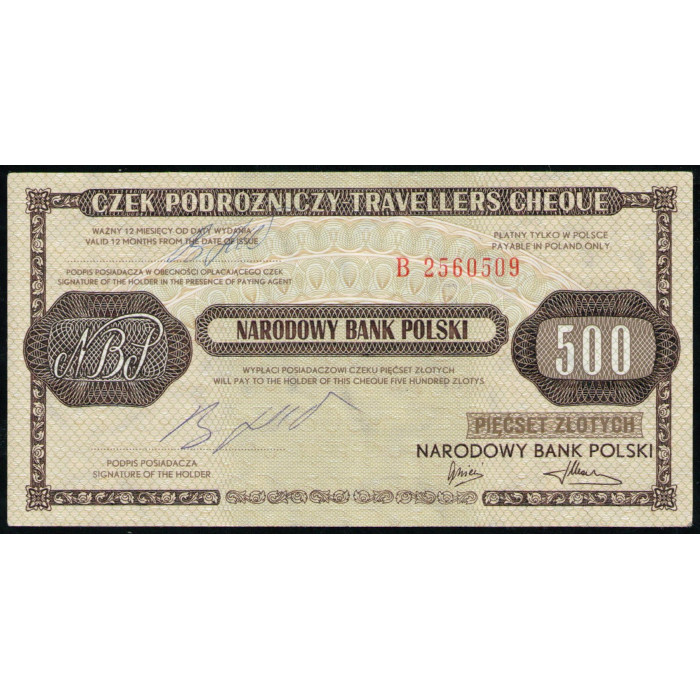 CZEK PODRÓŻNICZY-TRAVELLERS CHEQUE
WAŻNY 12 MIESIĘCY OD DATY WYDANIA
VALID 12 MONTHS FROM THE DATE OF ISSUE
PŁATNY TYLKO W POLSCE
PAYABLE IN POLAND ONLY
B 2560509
PODPIS POSIADACZA W OBECNOŚCI OPŁACAJĄCEGO CZEK
SIGNATURE OF THE HOLDER IN THE PRESENCE OF PAYING AGENT
NBP
NARODOWY BANK POLSKI
500
WYPŁACI POSIADACZOWI CZEKU PIĘĆSET ZŁOTYCH
WILL PAY TO THE HOLDER OF THIS CHEQUE FIVE HUNDRED ZLOTYS.
PIĘĆSET ZŁOTYCH
NARODOWY BANK POLSKI
PODPIS POSIADACZA
SIGNATURE OF THE HOLDER